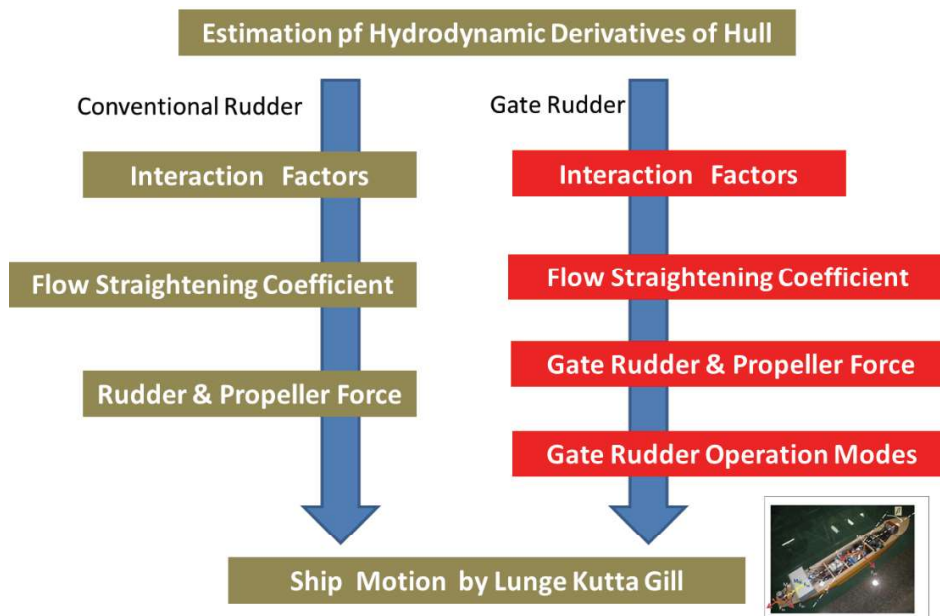 Estimation pf Hydrodynamic Derivatives of Hull
Conventional Rudder
Interaction Factors
Flow Straightening Coefficient
Rudder & Propeller Force
Gate Rudder
Interaction Factors
Flow Straightening Coefficient
Gate Rudder & Propeller Force
Gate Rudder Operation Modes
Ship Motion by Lunge Kutta Gill